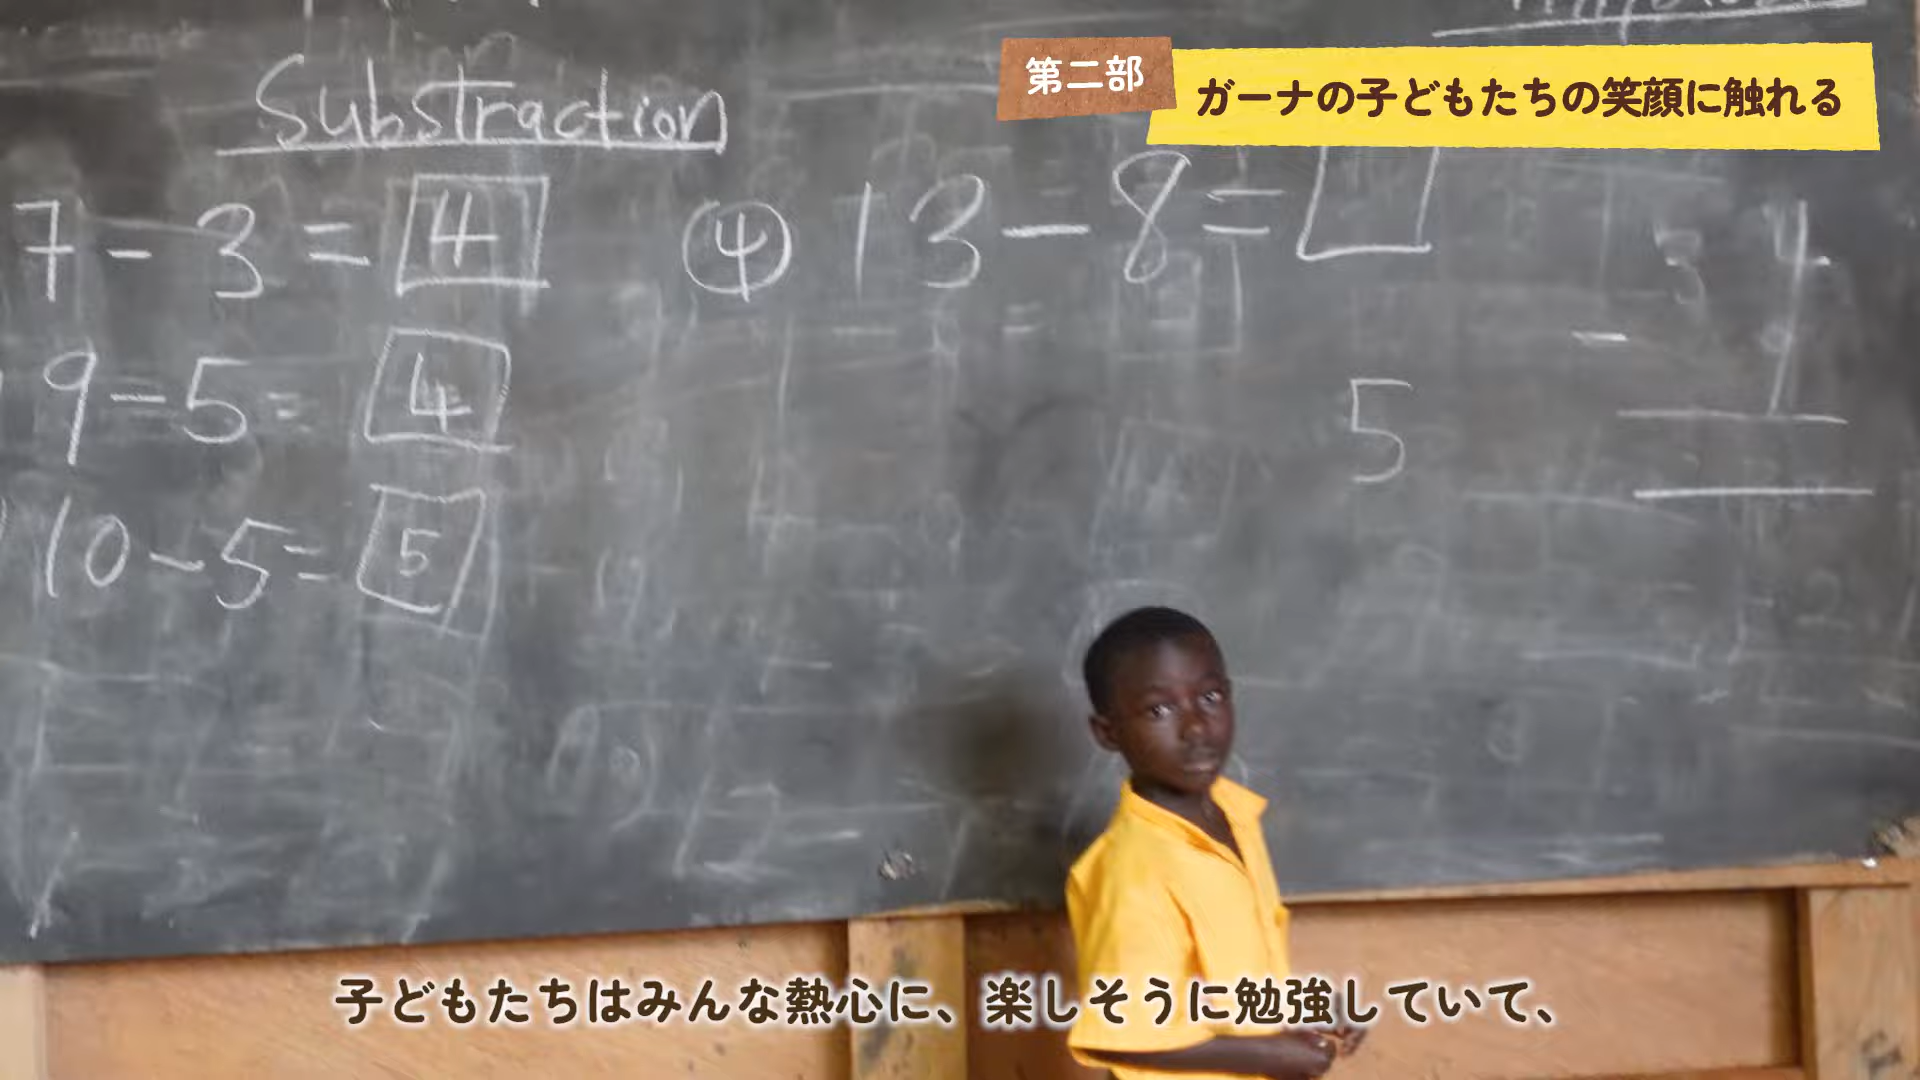 第二部
ガーナの子どもたちの笑顔に触れる
Substraction
7 - 3 = 4
④ 13 - 8 =
9 - 5 = 4
5
10 - 5 = 5
子どもたちはみんな熱心に、楽しそうに勉強していて、